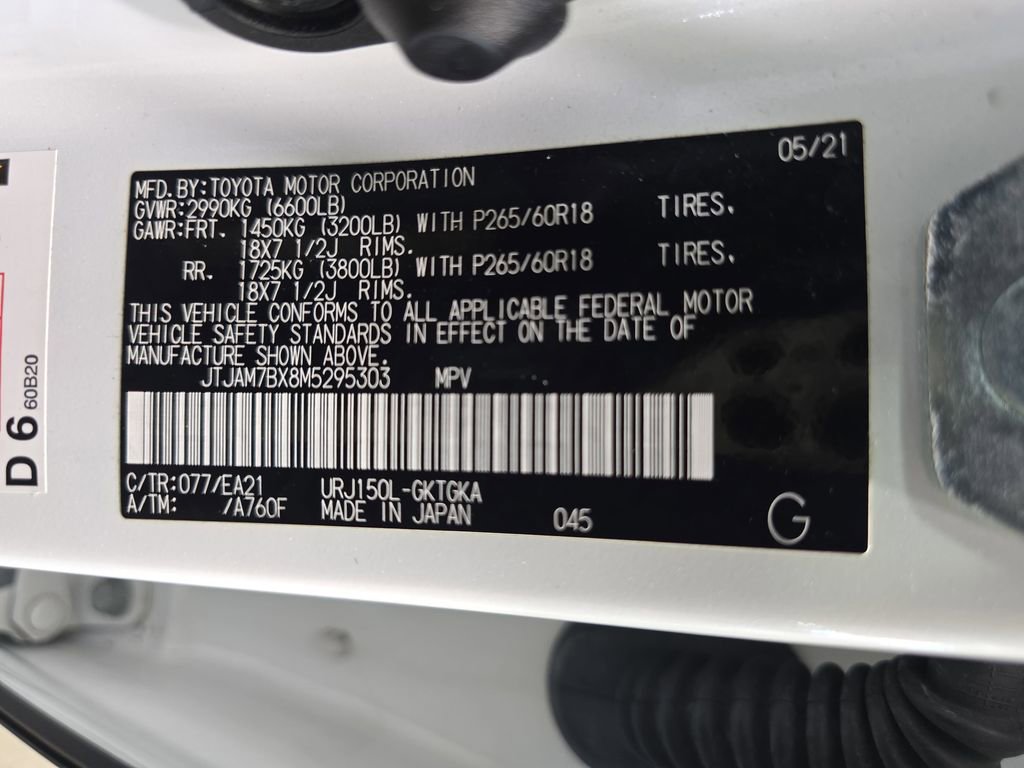 05/21
MFD.BY:TOYOTA MOTOR CORPORATION
GVWR:2990KG (6600LB)
GAWR:FRT. 1450KG (3200LB) WITH P265/60R18 TIRES.
18X7 1/2J RIMS.
RR. 1725KG (3800LB) WITH P265/60R18 TIRES.
18X7 1/2J RIMS.
THIS VEHICLE CONFORMS TO ALL APPLICABLE FEDERAL MOTOR
VEHICLE SAFETY STANDARDS IN EFFECT ON THE DATE OF
MANUFACTURE SHOWN ABOVE.
JTJAM7BX8M5295303 MPV
C/TR:077/EA21 URJ150L-GKTGKA
A/TM: /A760F MADE IN JAPAN 045 G
D 6 60B20